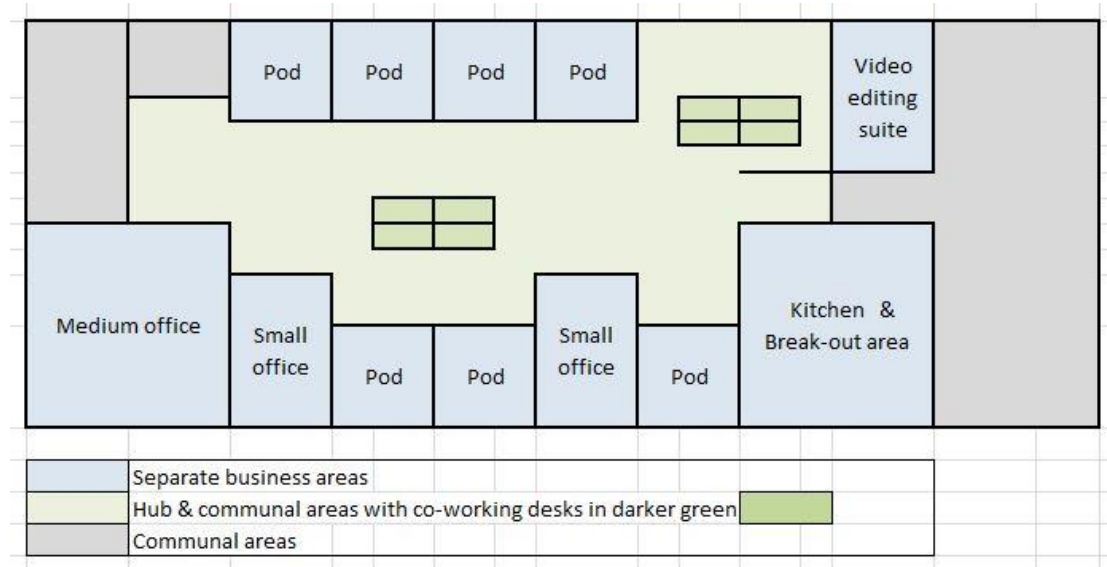 Pod
Pod
Pod
Pod
Video
editing
suite
Medium office
Small
office
Pod
Pod
Small
office
Pod
Kitchen &
Break-out area
Separate business areas
Hub & communal areas with co-working desks in darker green
Communal areas